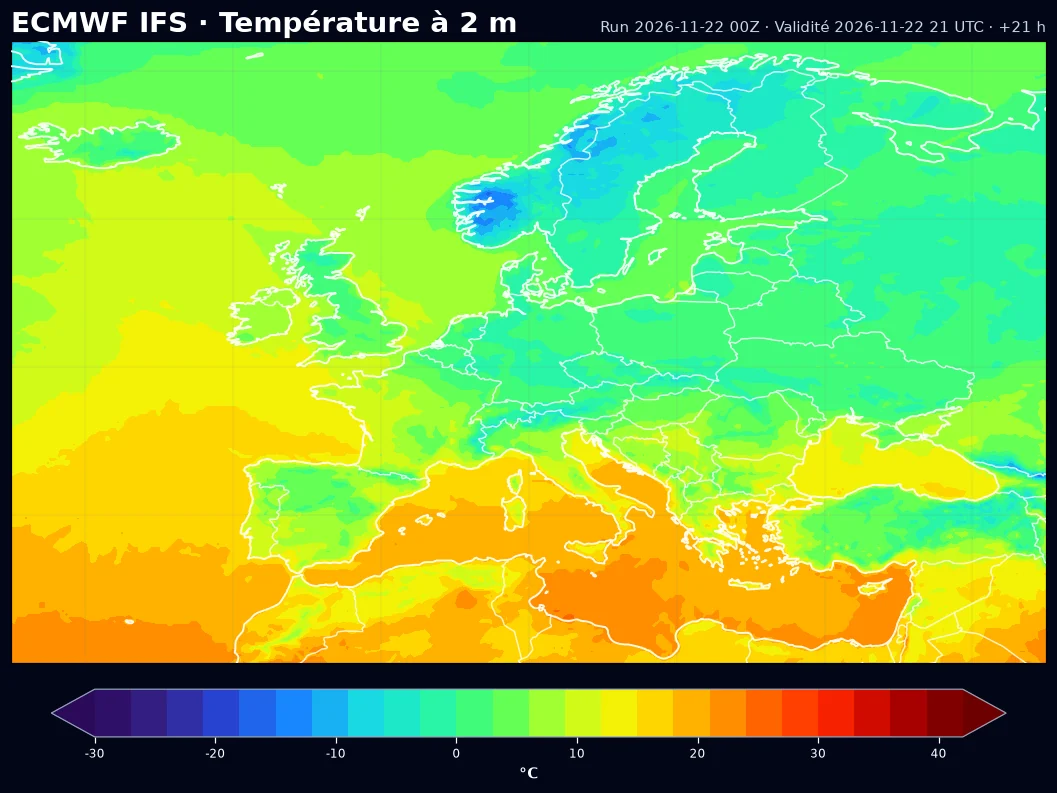 ECMWF IFS · Température à 2 m
Run 2026-11-22 00Z · Validité 2026-11-22 21 UTC · +21 h
-30 -20 -10 0 10 20 30 40
°C